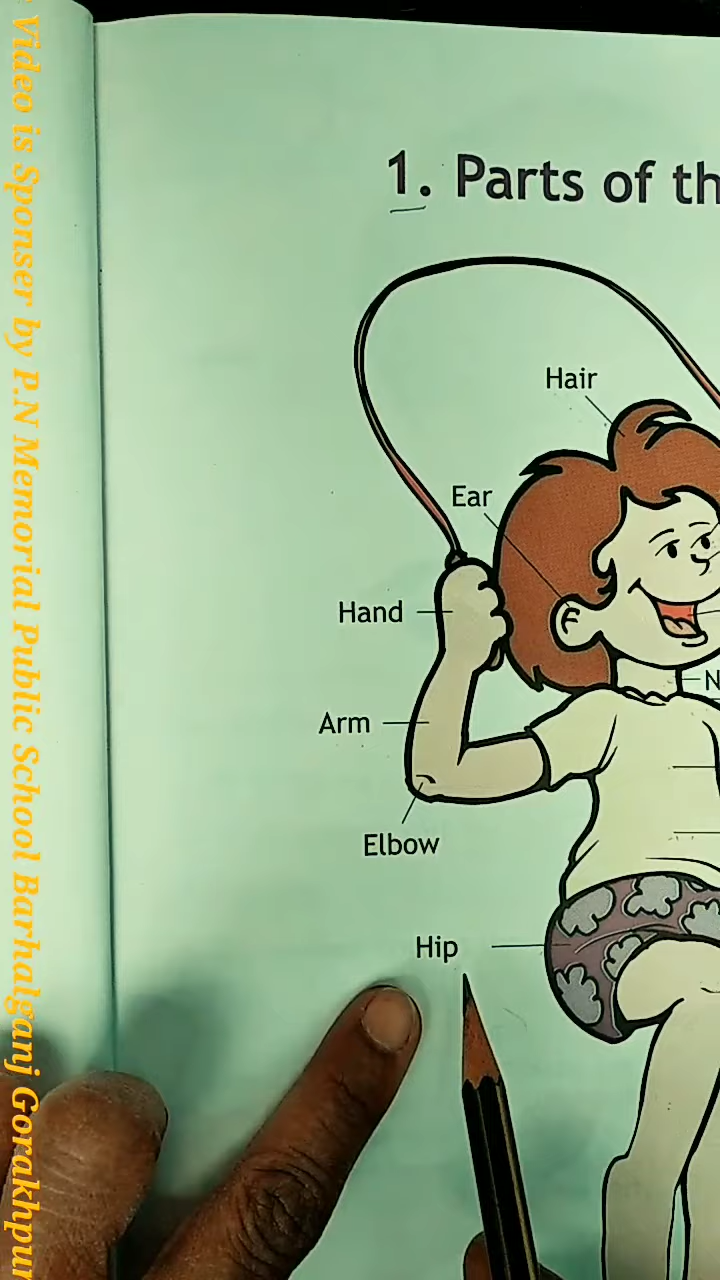 Video is Sponser by P.N Memorial Public School Barhalganj Gorakhpur
1. Parts of th
Hair
Ear
Hand
N
Arm
Elbow
Hip